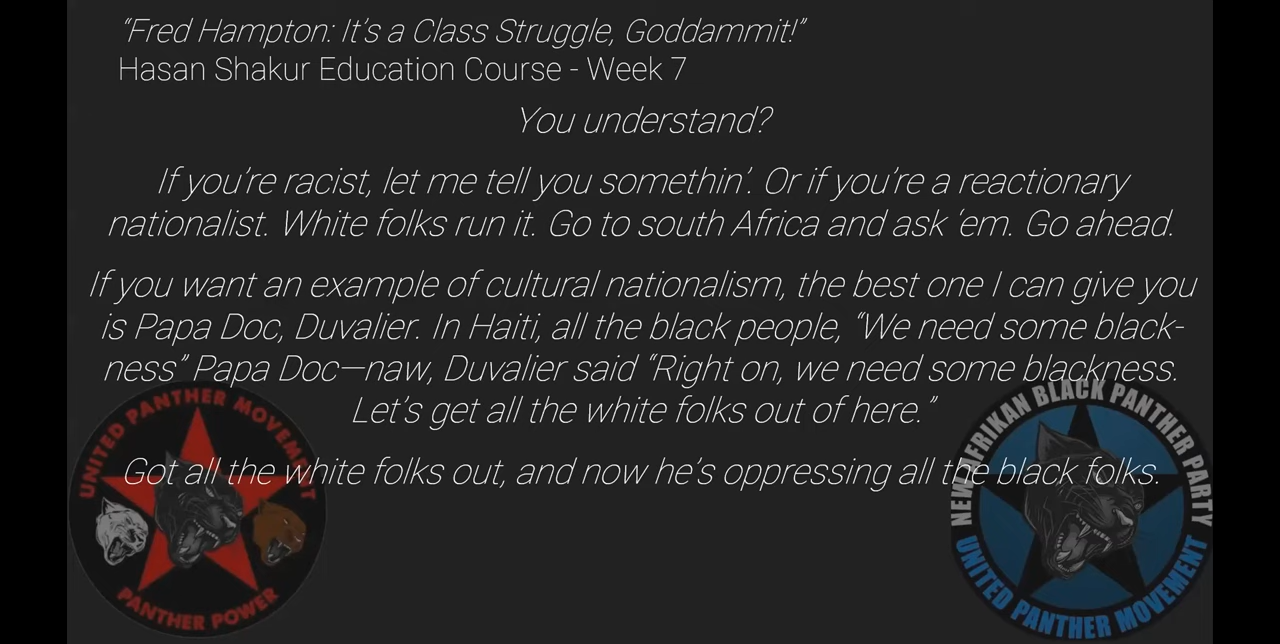 “Fred Hampton: It’s a Class Struggle, Goddammit!”
Hasan Shakur Education Course - Week 7
You understand?
If you’re racist, let me tell you somethin’. Or if you’re a reactionary
nationalist. White folks run it. Go to south Africa and ask ‘em. Go ahead.
If you want an example of cultural nationalism, the best one I can give you
is Papa Doc, Duvalier. In Haiti, all the black people, “We need some black-
ness” Papa Doc—naw, Duvalier said “Right on, we need some blackness.
Let’s get all the white folks out of here.”
Got all the white folks out, and now he’s oppressing all the black folks.
UNITED PANTHER MOVEMENT
PANTHER POWER
NEW AFRIKAN BLACK PANTHER PARTY
UNITED PANTHER MOVEMENT